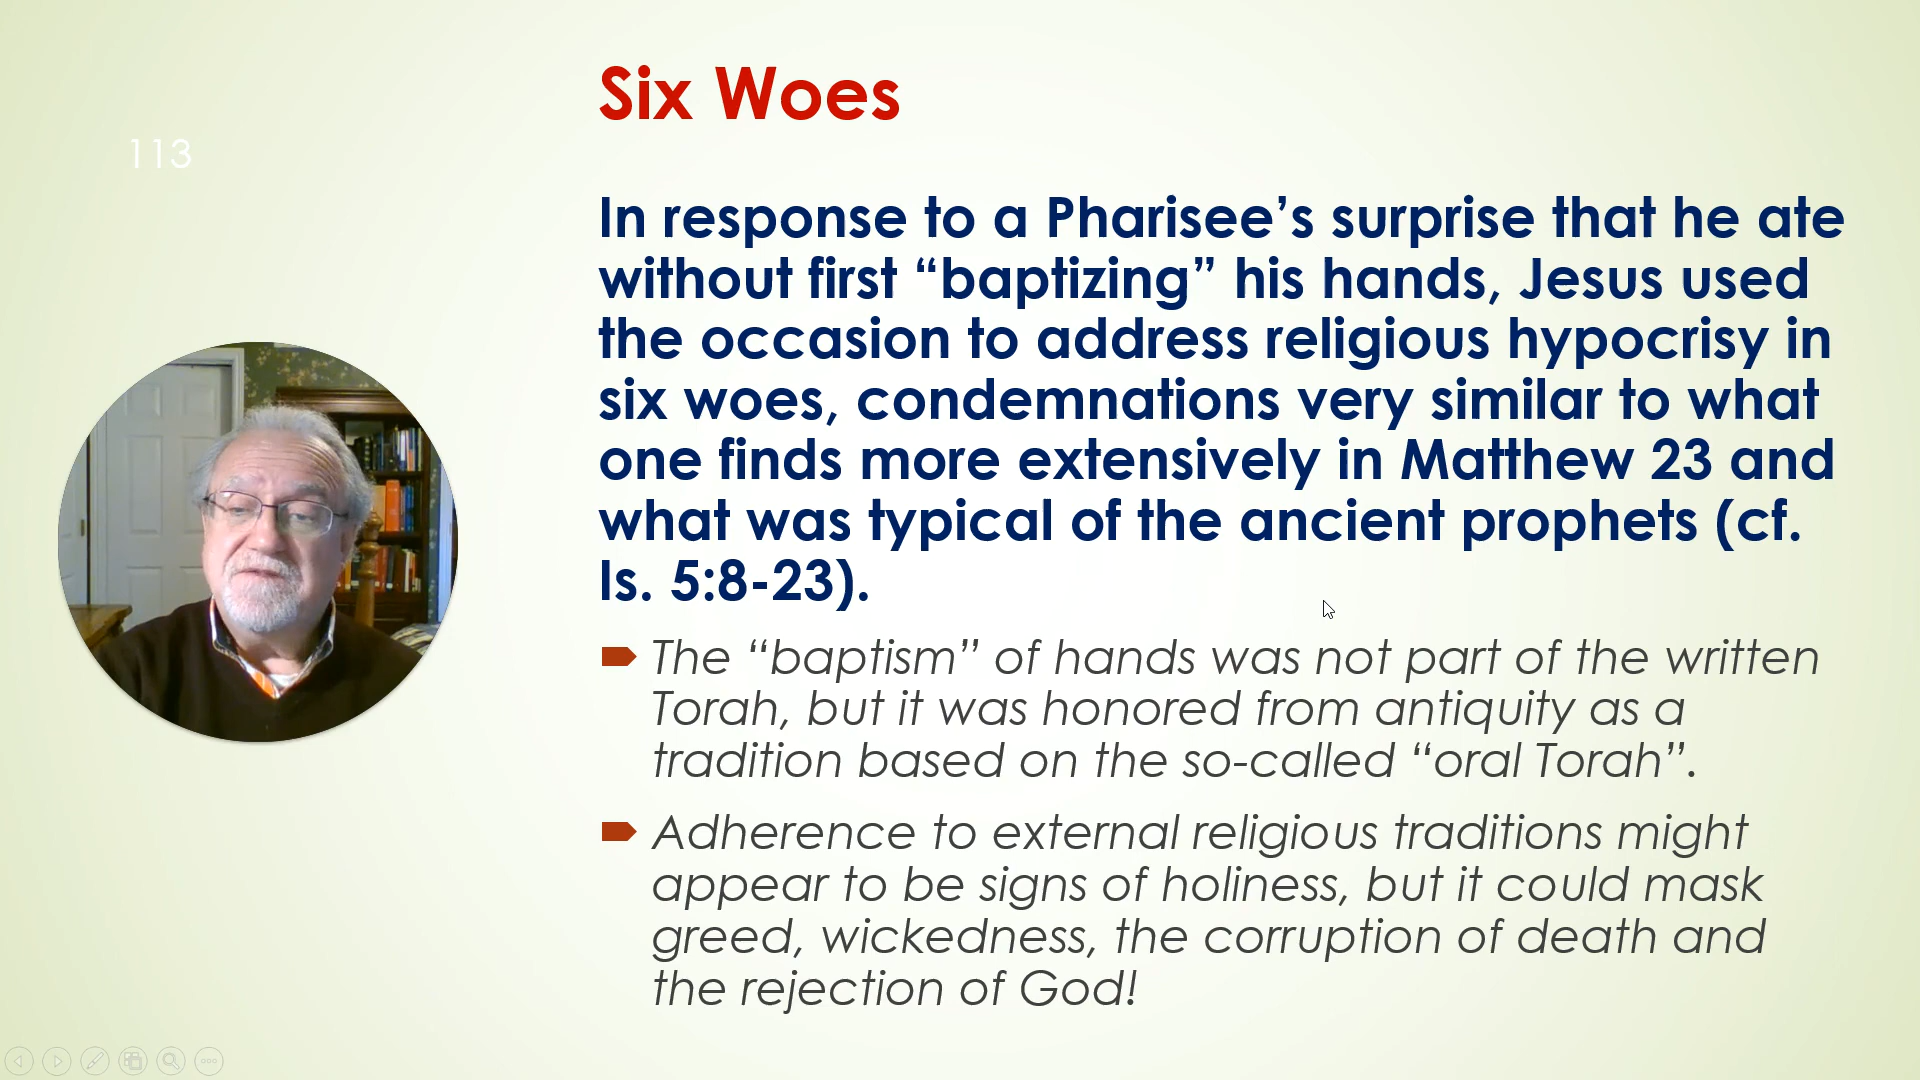 Six Woes
113
In response to a Pharisee’s surprise that he ate
without first “baptizing” his hands, Jesus used
the occasion to address religious hypocrisy in
six woes, condemnations very similar to what
one finds more extensively in Matthew 23 and
what was typical of the ancient prophets (cf.
Is. 5:8-23).
The “baptism” of hands was not part of the written
Torah, but it was honored from antiquity as a
tradition based on the so-called “oral Torah”.
Adherence to external religious traditions might
appear to be signs of holiness, but it could mask
greed, wickedness, the corruption of death and
the rejection of God!